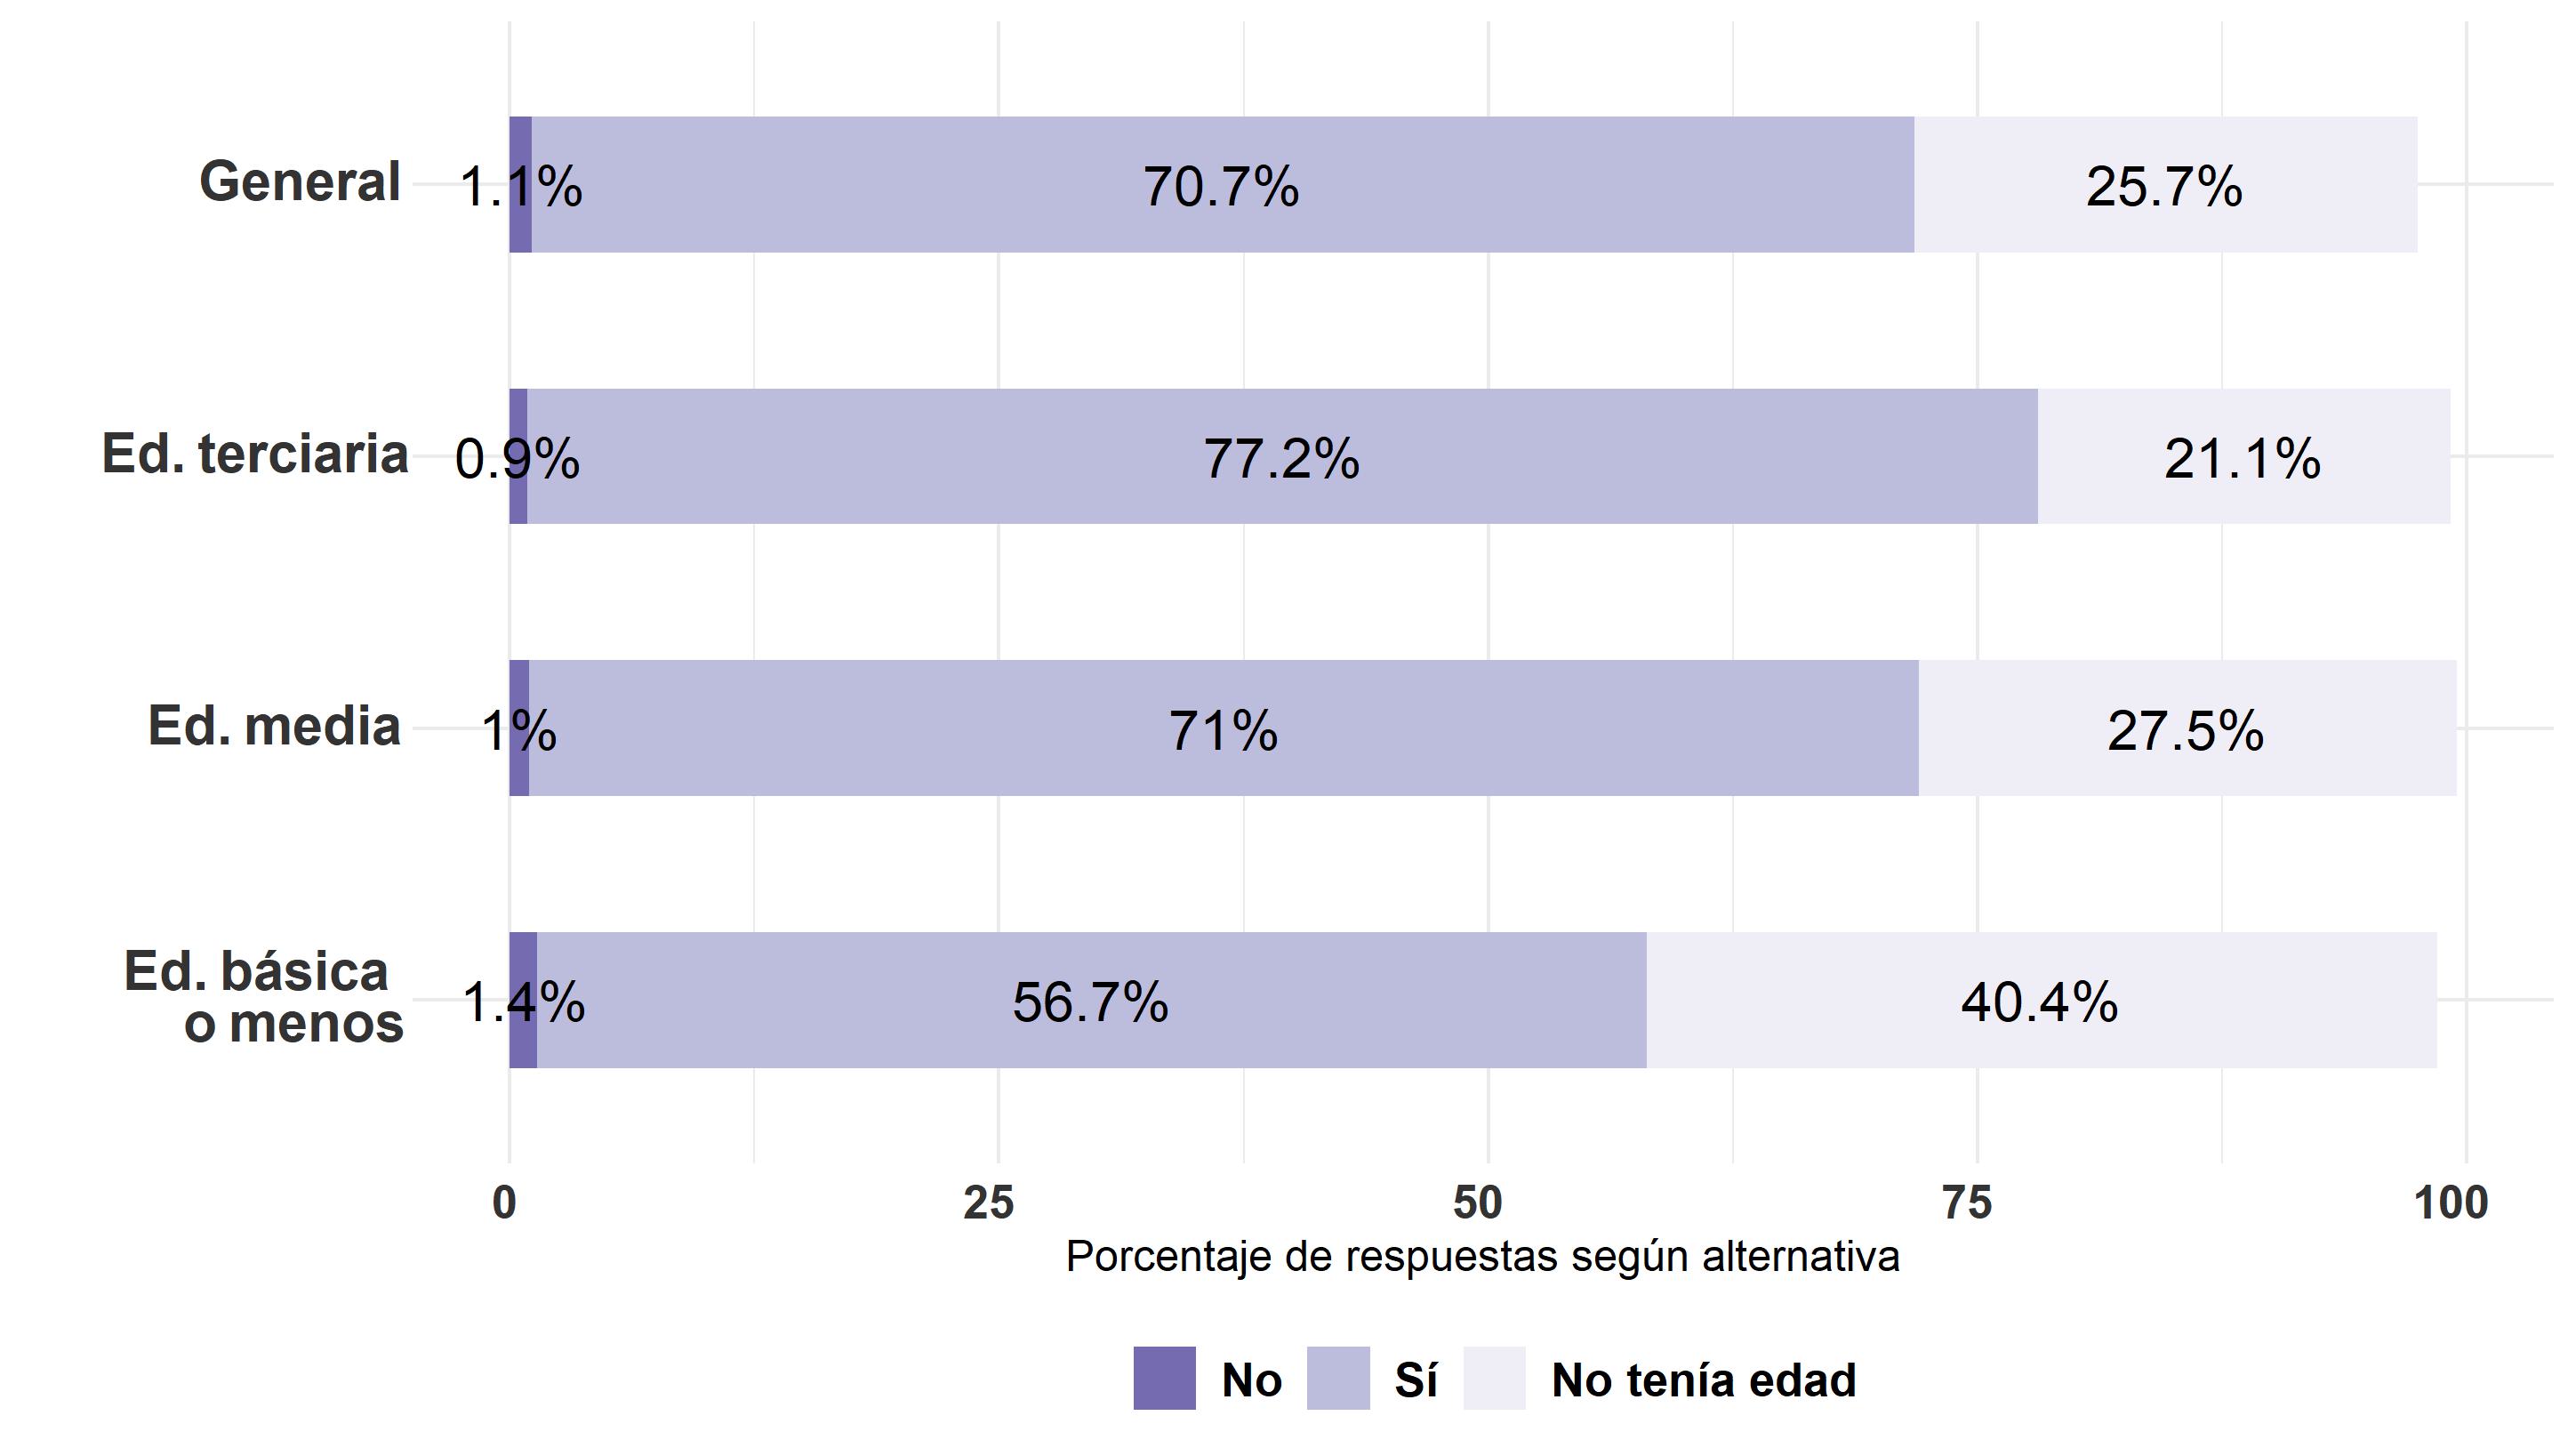 General 1.1% 70.7% 25.7%
Ed. terciaria 0.9% 77.2% 21.1%
Ed. media 1% 71% 27.5%
Ed. básica
o menos 1.4% 56.7% 40.4%
0 25 50 75 100
Porcentaje de respuestas según alternativa
No Sí No tenía edad